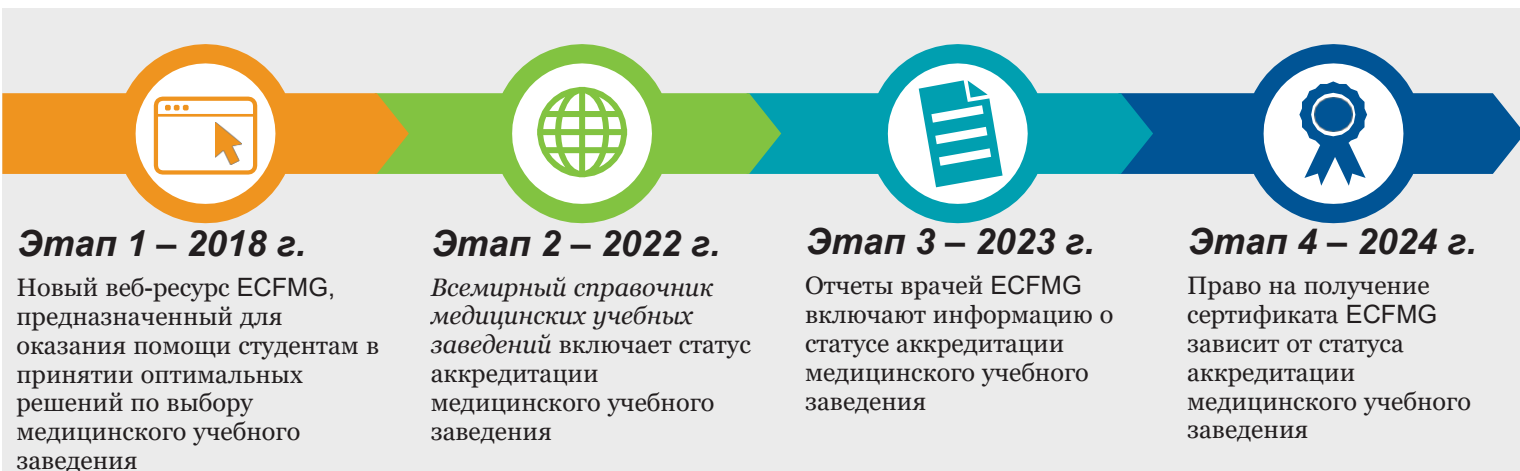 Этап 1 – 2018 г.
Новый веб-ресурс ECFMG,
предназначенный для
оказания помощи студентам в
принятии оптимальных
решений по выбору
медицинского учебного
заведения
Этап 2 – 2022 г.
Всемирный справочник
медицинских учебных
заведений включает статус
аккредитации
медицинского учебного
заведения
Этап 3 – 2023 г.
Отчеты врачей ECFMG
включают информацию о
статусе аккредитации
медицинского учебного
заведения
Этап 4 – 2024 г.
Право на получение
сертификата ECFMG
зависит от статуса
аккредитации
медицинского учебного
заведения